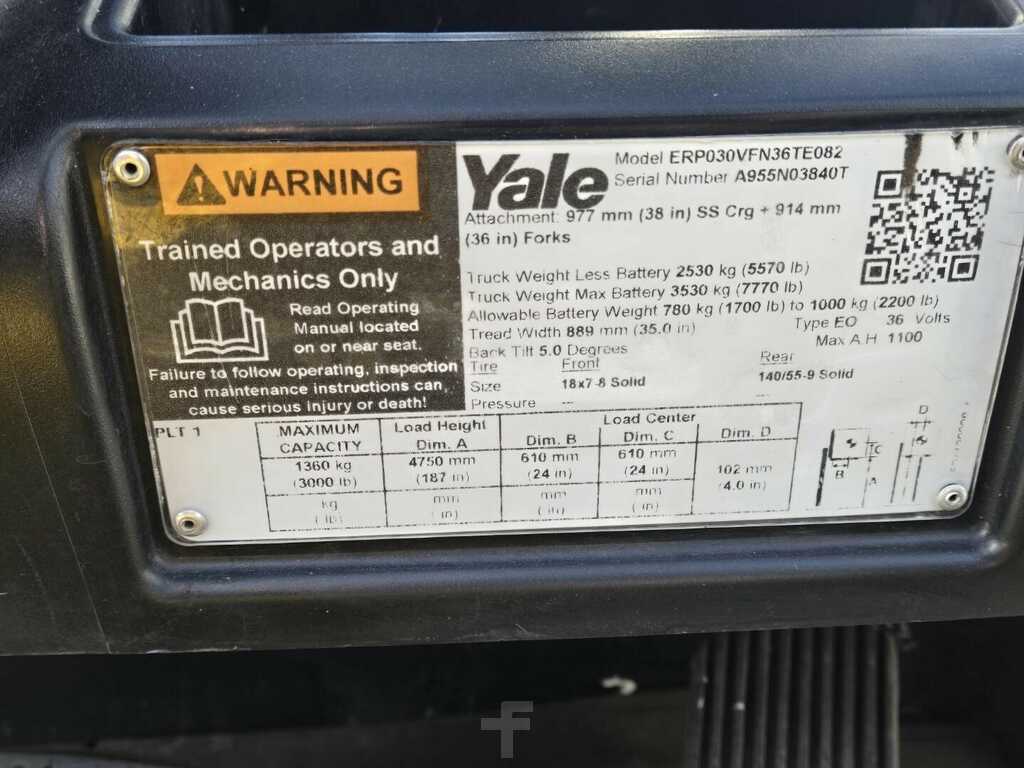 WARNING
Trained Operators and
Mechanics Only
Read Operating
Manual located
on or near seat.
Failure to follow operating, inspection
and maintenance instructions can
cause serious injury or death!
Yale
Model ERP030VFN36TE082
Serial Number A955N03840T
Attachment: 977 mm (38 in) SS Crg + 914 mm
(36 in) Forks
Truck Weight Less Battery 2530 kg (5570 lb)
Truck Weight Max Battery 3530 kg (7770 lb)
Allowable Battery Weight 780 kg (1700 lb) to 1000 kg (2200 lb)
Tread Width 889 mm (35.0 in) Type EO 36 Volts
Back Tilt 5.0 Degrees Max A.H 1100
Tire Front Rear
Size 18x7-8 Solid 140/55-9 Solid
Pressure -- --
PLT 1
MAXIMUM CAPACITY Load Height Load Center
Dim. A Dim. B Dim. C Dim. D
1360 kg 4750 mm 610 mm 610 mm 102 mm
(3000 lb) (187 in) (24 in) (24 in) (4.0 in)
kg mm mm mm
(lb) (in) (in) (in)
D
C
B
A